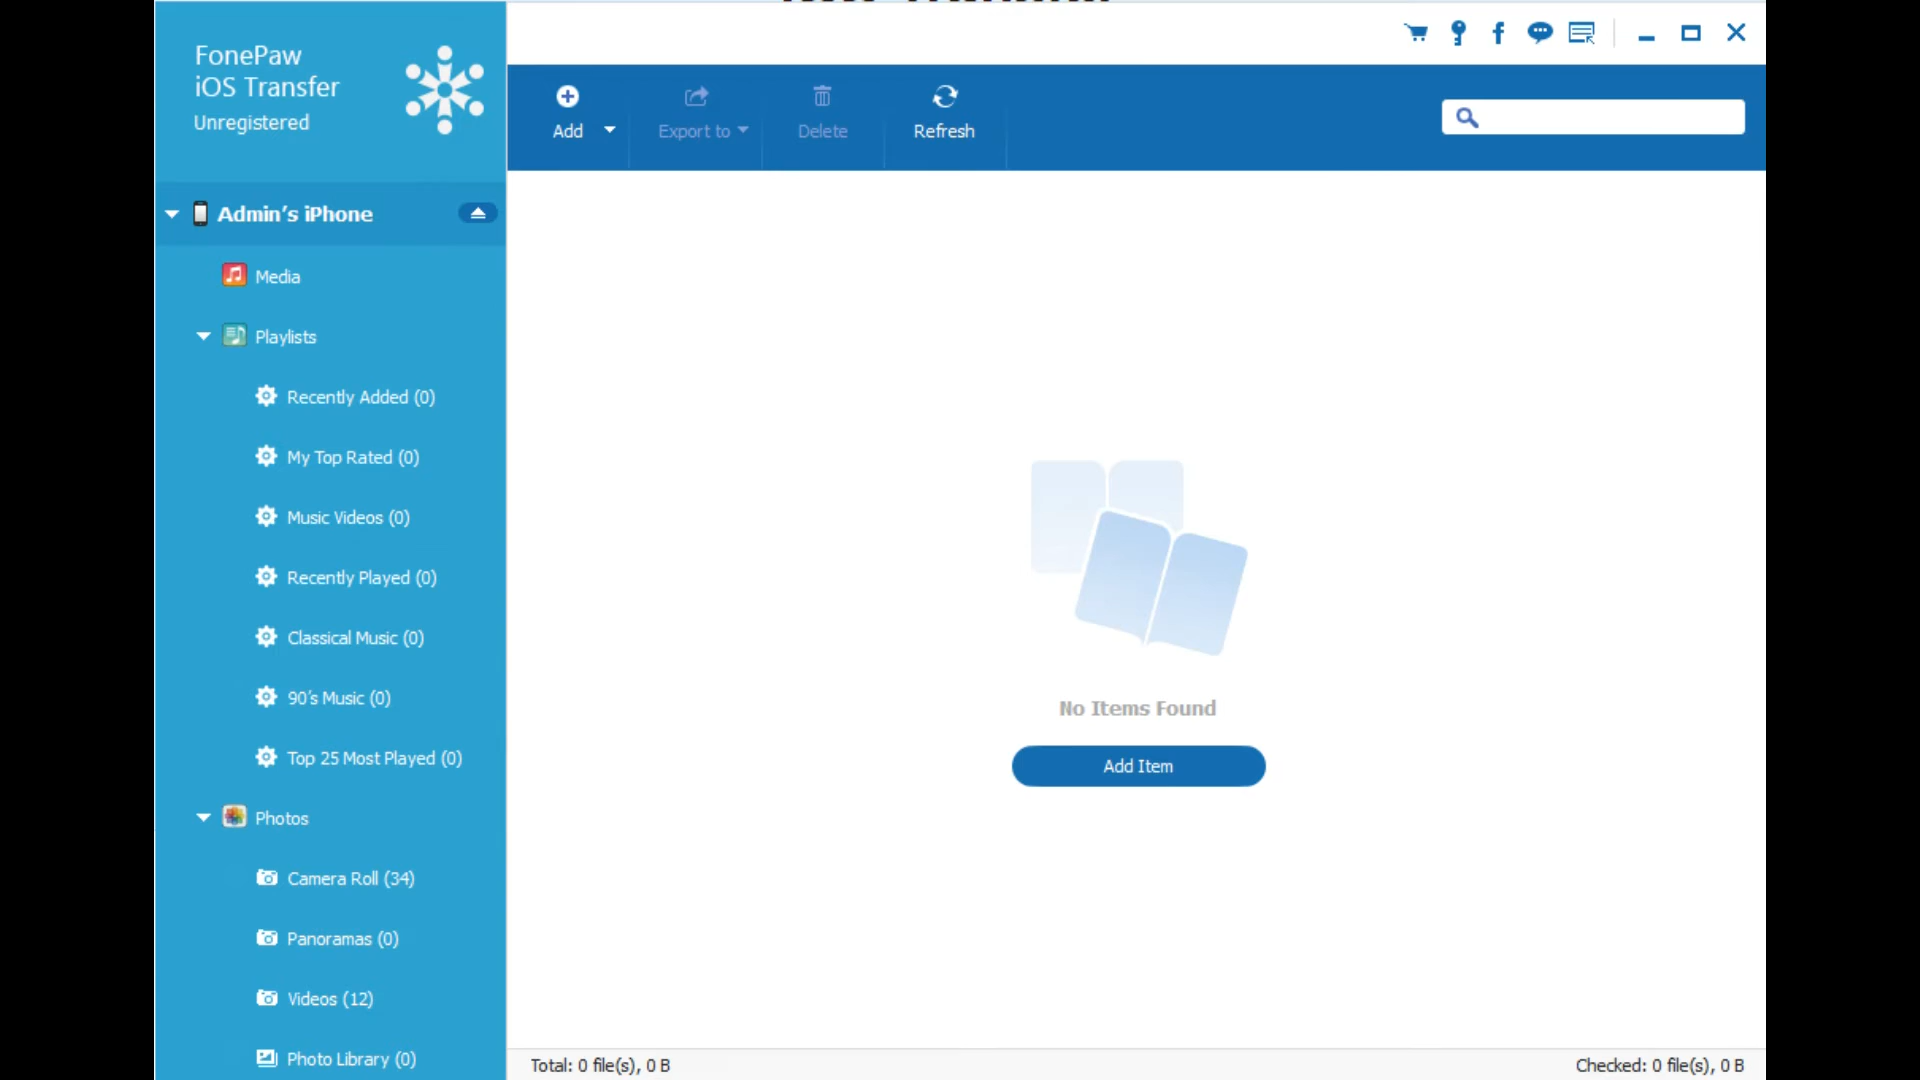 FonePaw
iOS Transfer
Unregistered
Add
Export to
Delete
Refresh
Admin’s iPhone
Media
Playlists
Recently Added (0)
My Top Rated (0)
Music Videos (0)
Recently Played (0)
Classical Music (0)
90’s Music (0)
Top 25 Most Played (0)
Photos
Camera Roll (34)
Panoramas (0)
Videos (12)
Photo Library (0)
No Items Found
Add Item
Total: 0 file(s), 0 B
Checked: 0 file(s), 0 B